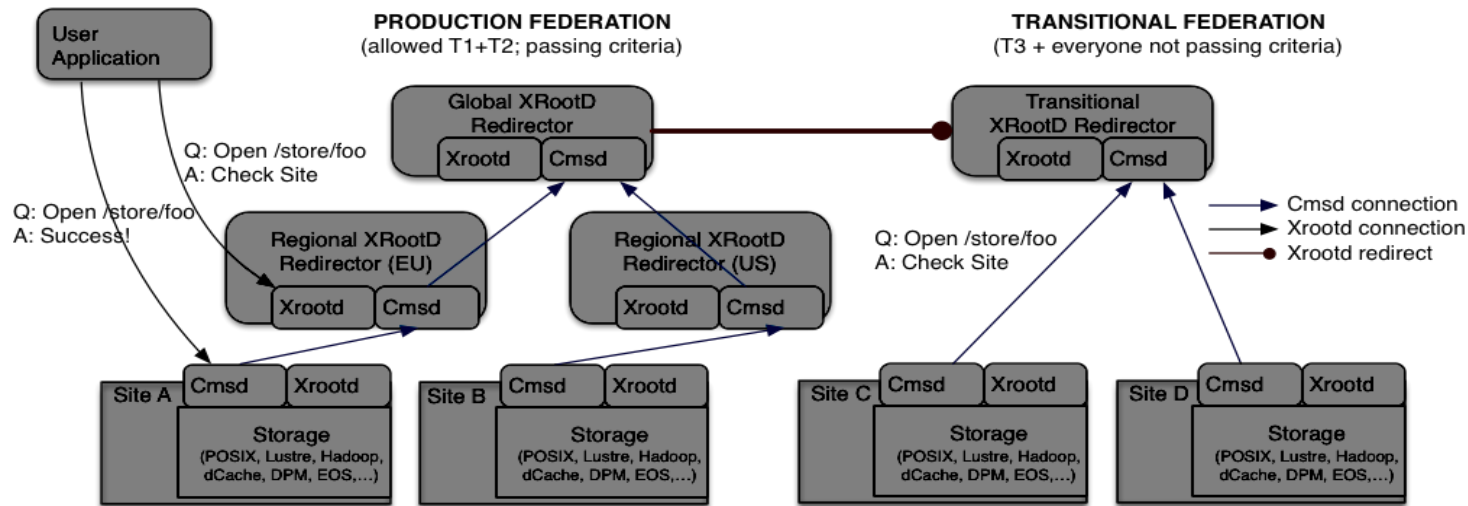 User
Application
PRODUCTION FEDERATION
(allowed T1+T2; passing criteria)
TRANSITIONAL FEDERATION
(T3 + everyone not passing criteria)
Global XRootD
Redirector
Xrootd
Cmsd
Transitional
XRootD Redirector
Xrootd
Cmsd
Q: Open /store/foo
A: Check Site
Q: Open /store/foo
A: Success!
Regional XRootD
Redirector (EU)
Xrootd
Cmsd
Regional XRootD
Redirector (US)
Xrootd
Cmsd
Q: Open /store/foo
A: Check Site
Cmsd connection
Xrootd connection
Xrootd redirect
Site A
Cmsd
Xrootd
Storage
(POSIX, Lustre, Hadoop,
dCache, DPM, EOS,...)
Site B
Cmsd
Xrootd
Storage
(POSIX, Lustre, Hadoop,
dCache, DPM, EOS,...)
Site C
Cmsd
Xrootd
Storage
(POSIX, Lustre, Hadoop,
dCache, DPM, EOS,...)
Site D
Cmsd
Xrootd
Storage
(POSIX, Lustre, Hadoop,
dCache, DPM, EOS,...)